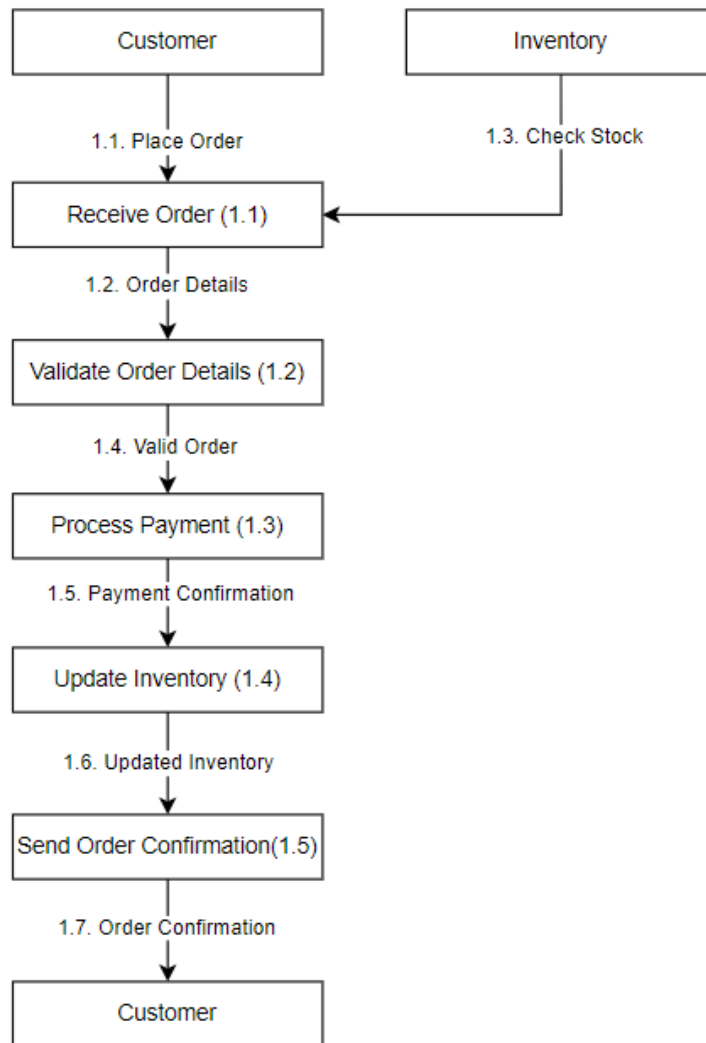 Customer
Inventory
1.1. Place Order
1.3. Check Stock
Receive Order (1.1)
1.2. Order Details
Validate Order Details (1.2)
1.4. Valid Order
Process Payment (1.3)
1.5. Payment Confirmation
Update Inventory (1.4)
1.6. Updated Inventory
Send Order Confirmation(1.5)
1.7. Order Confirmation
Customer